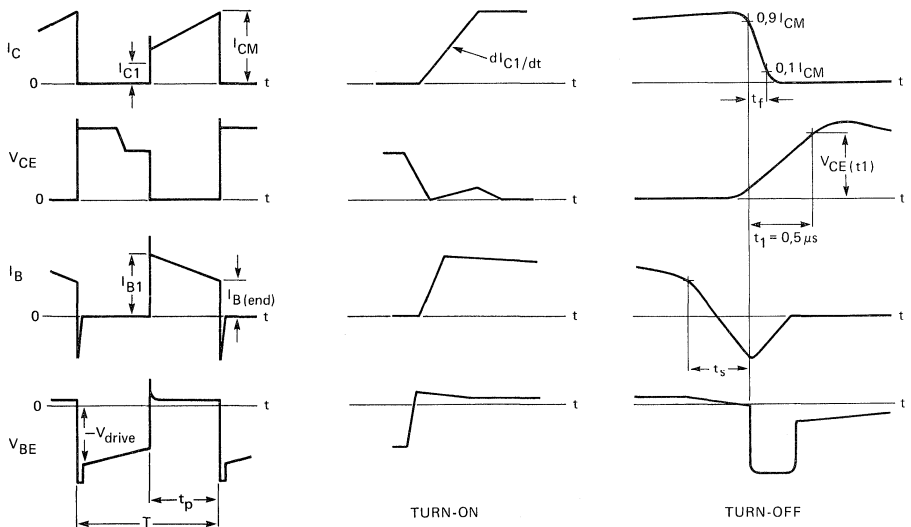 I_C
I_C1
I_CM
0
t
dI_C1/dt
t
0,9 I_CM
0,1 I_CM
t_f
t
V_CE
0
t
t
V_CE(t1)
t
t_1 = 0,5 µs
I_B
I_B1
I_B(end)
0
t
t
t_s
t
0
t
−V_drive
V_BE
t_p
T
t
t
TURN-ON
TURN-OFF